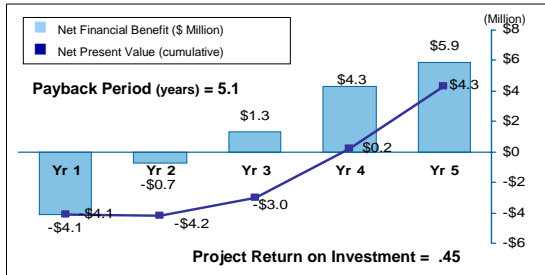 (Million)
Net Financial Benefit ($ Million)
Net Present Value (cumulative)
Payback Period (years) = 5.1
$8
$6
$4
$2
$0
-$2
-$4
-$6
$5.9
$4.3
$1.3
$4.3
$0.2
Yr 1
Yr 2
Yr 3
Yr 4
Yr 5
-$0.7
-$4.1
-$4.1
-$4.2
-$3.0
Project Return on Investment = .45